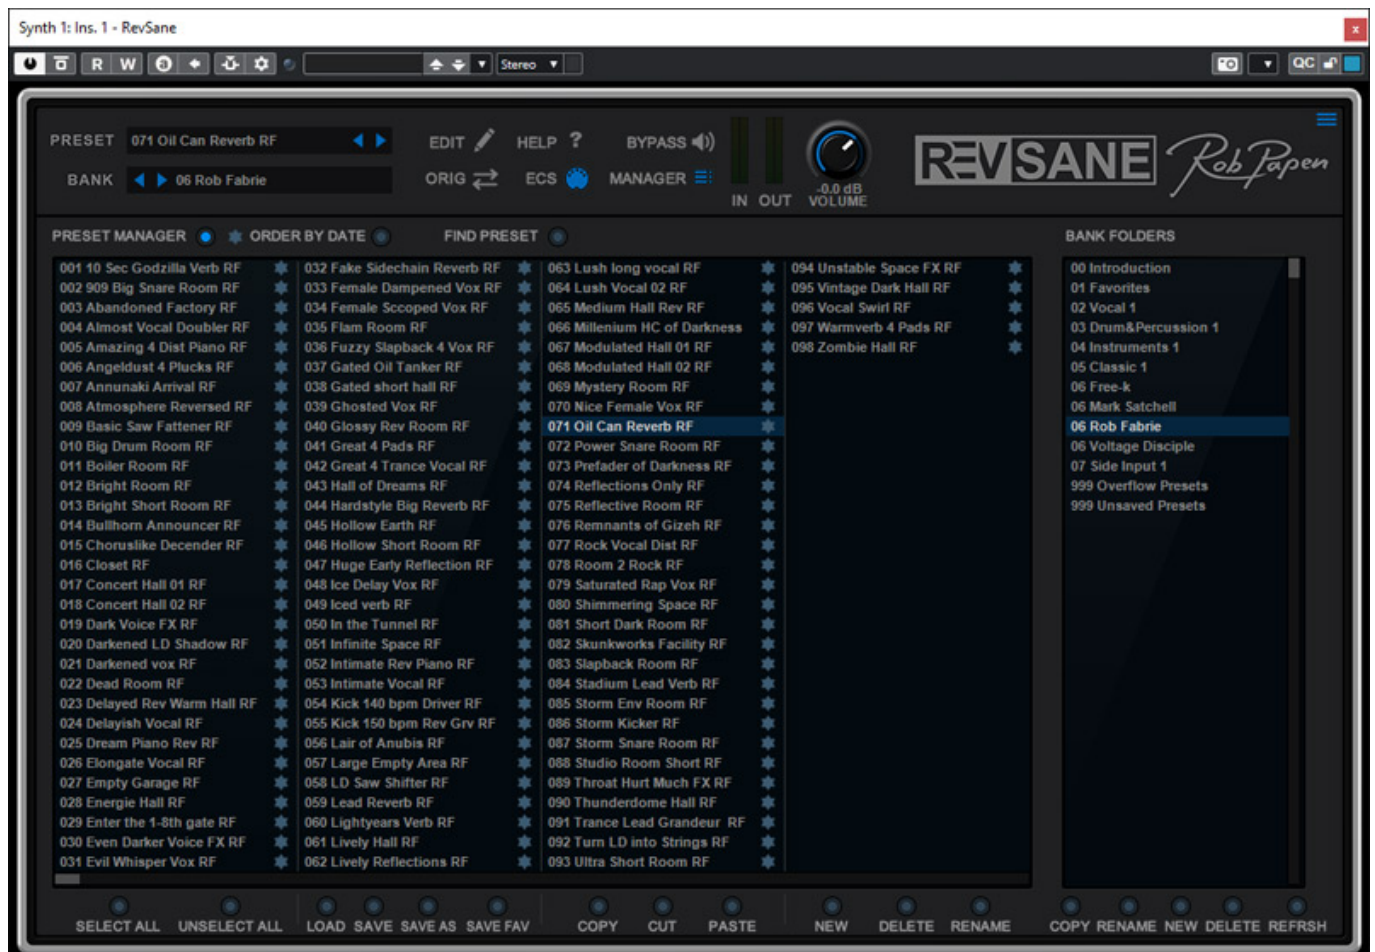 Synth 1: Ins. 1 - RevSane
x
R W Stereo QC
PRESET 071 Oil Can Reverb RF EDIT HELP ? BYPASS
BANK 06 Rob Fabrie ORIG ECS MANAGER
IN OUT
-0.0 dB
VOLUME
REVSANE Rob Papen
PRESET MANAGER ORDER BY DATE FIND PRESET BANK FOLDERS
001 10 Sec Godzilla Verb RF
002 909 Big Snare Room RF
003 Abandoned Factory RF
004 Almost Vocal Doubler RF
005 Amazing 4 Dist Piano RF
006 Angeldust 4 Plucks RF
007 Annunaki Arrival RF
008 Atmosphere Reversed RF
009 Basic Saw Fattener RF
010 Big Drum Room RF
011 Boiler Room RF
012 Bright Room RF
013 Bright Short Room RF
014 Bullhorn Announcer RF
015 Choruslike Decender RF
016 Closet RF
017 Concert Hall 01 RF
018 Concert Hall 02 RF
019 Dark Voice FX RF
020 Darkened LD Shadow RF
021 Darkened vox RF
022 Dead Room RF
023 Delayed Rev Warm Hall RF
024 Delayish Vocal RF
025 Dream Piano Rev RF
026 Elongate Vocal RF
027 Empty Garage RF
028 Energie Hall RF
029 Enter the 1-8th gate RF
030 Even Darker Voice FX RF
031 Evil Whisper Vox RF
032 Fake Sidechain Reverb RF
033 Female Dampened Vox RF
034 Female Sccoped Vox RF
035 Flam Room RF
036 Fuzzy Slapback 4 Vox RF
037 Gated Oil Tanker RF
038 Gated short hall RF
039 Ghosted Vox RF
040 Glossy Rev Room RF
041 Great 4 Pads RF
042 Great 4 Trance Vocal RF
043 Hall of Dreams RF
044 Hardstyle Big Reverb RF
045 Hollow Earth RF
046 Hollow Short Room RF
047 Huge Early Reflection RF
048 Ice Delay Vox RF
049 Iced verb RF
050 In the Tunnel RF
051 Infinite Space RF
052 Intimate Rev Piano RF
053 Intimate Vocal RF
054 Kick 140 bpm Driver RF
055 Kick 150 bpm Rev Grv RF
056 Lair of Anubis RF
057 Large Empty Area RF
058 LD Saw Shifter RF
059 Lead Reverb RF
060 Lightyears Verb RF
061 Lively Hall RF
062 Lively Reflections RF
063 Lush long vocal RF
064 Lush Vocal 02 RF
065 Medium Hall Rev RF
066 Millenium HC of Darkness
067 Modulated Hall 01 RF
068 Modulated Hall 02 RF
069 Mystery Room RF
070 Nice Female Vox RF
071 Oil Can Reverb RF
072 Power Snare Room RF
073 Prefader of Darkness RF
074 Reflections Only RF
075 Reflective Room RF
076 Remnants of Gizeh RF
077 Rock Vocal Dist RF
078 Room 2 Rock RF
079 Saturated Rap Vox RF
080 Shimmering Space RF
081 Short Dark Room RF
082 Skunkworks Facility RF
083 Slapback Room RF
084 Stadium Lead Verb RF
085 Storm Env Room RF
086 Storm Kicker RF
087 Storm Snare Room RF
088 Studio Room Short RF
089 Throat Hurt Much FX RF
090 Thunderdome Hall RF
091 Trance Lead Grandeur RF
092 Turn LD into Strings RF
093 Ultra Short Room RF
094 Unstable Space FX RF
095 Vintage Dark Hall RF
096 Vocal Swirl RF
097 Warmverb 4 Pads RF
098 Zombie Hall RF
00 Introduction
01 Favorites
02 Vocal 1
03 Drum&Percussion 1
04 Instruments 1
05 Classic 1
06 Free-k
06 Mark Satchell
06 Rob Fabrie
06 Voltage Disciple
07 Side Input 1
999 Overflow Presets
999 Unsaved Presets
SELECT ALL UNSELECT ALL LOAD SAVE SAVE AS SAVE FAV COPY CUT PASTE NEW DELETE RENAME COPY RENAME NEW DELETE REFRSH